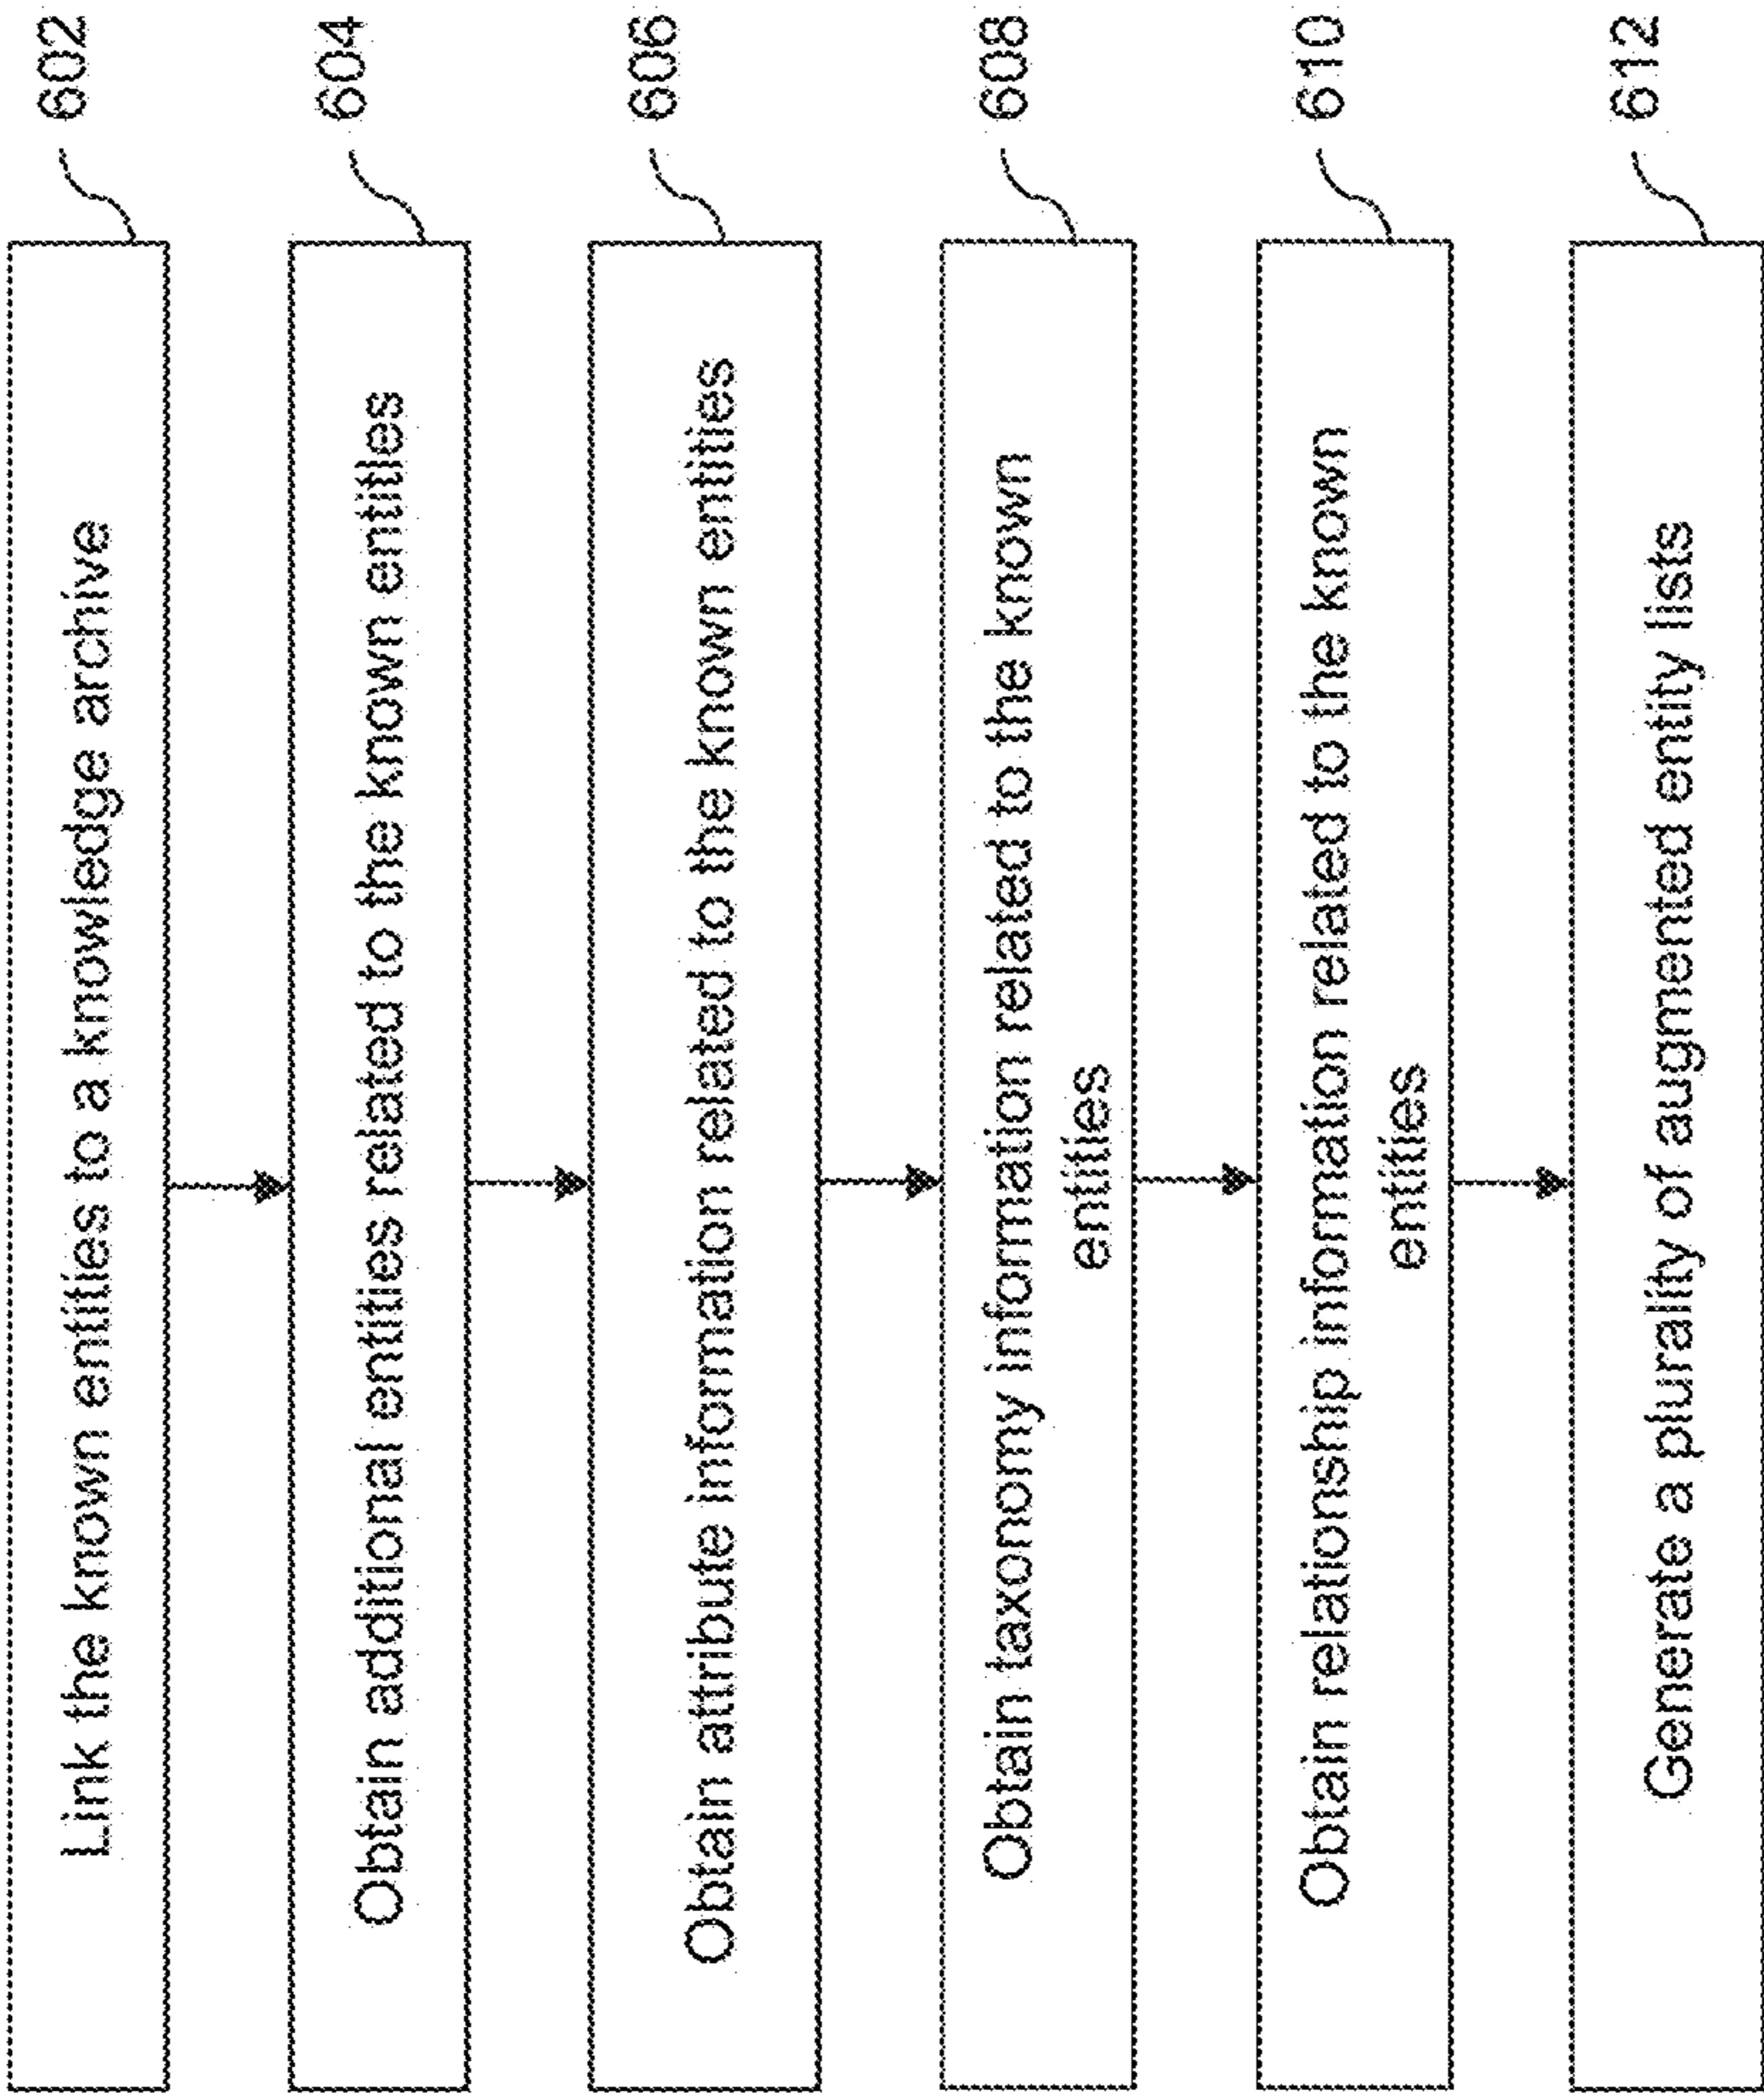 Link the known entities to a knowledge archive
602
Obtain additional entities related to the known entities
604
Obtain attribute information related to the known entities
606
Obtain taxonomy information related to the known
entities
608
Obtain relationship information related to the known
entities
610
Generate a plurality of augmented entity lists
612